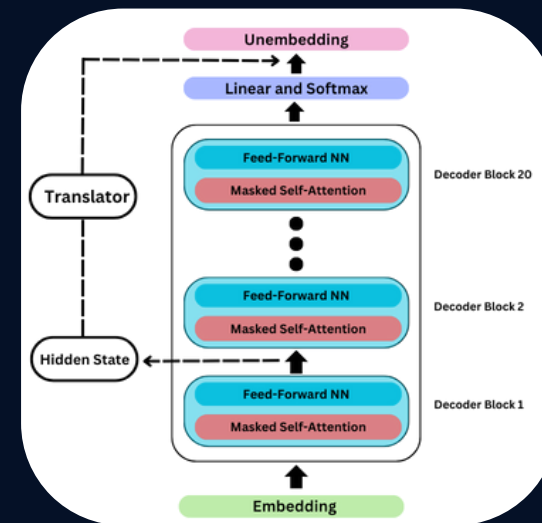 Unembedding
Linear and Softmax
Feed-Forward NN
Masked Self-Attention
Decoder Block 20
Translator
Feed-Forward NN
Masked Self-Attention
Decoder Block 2
Hidden State
Feed-Forward NN
Masked Self-Attention
Decoder Block 1
Embedding